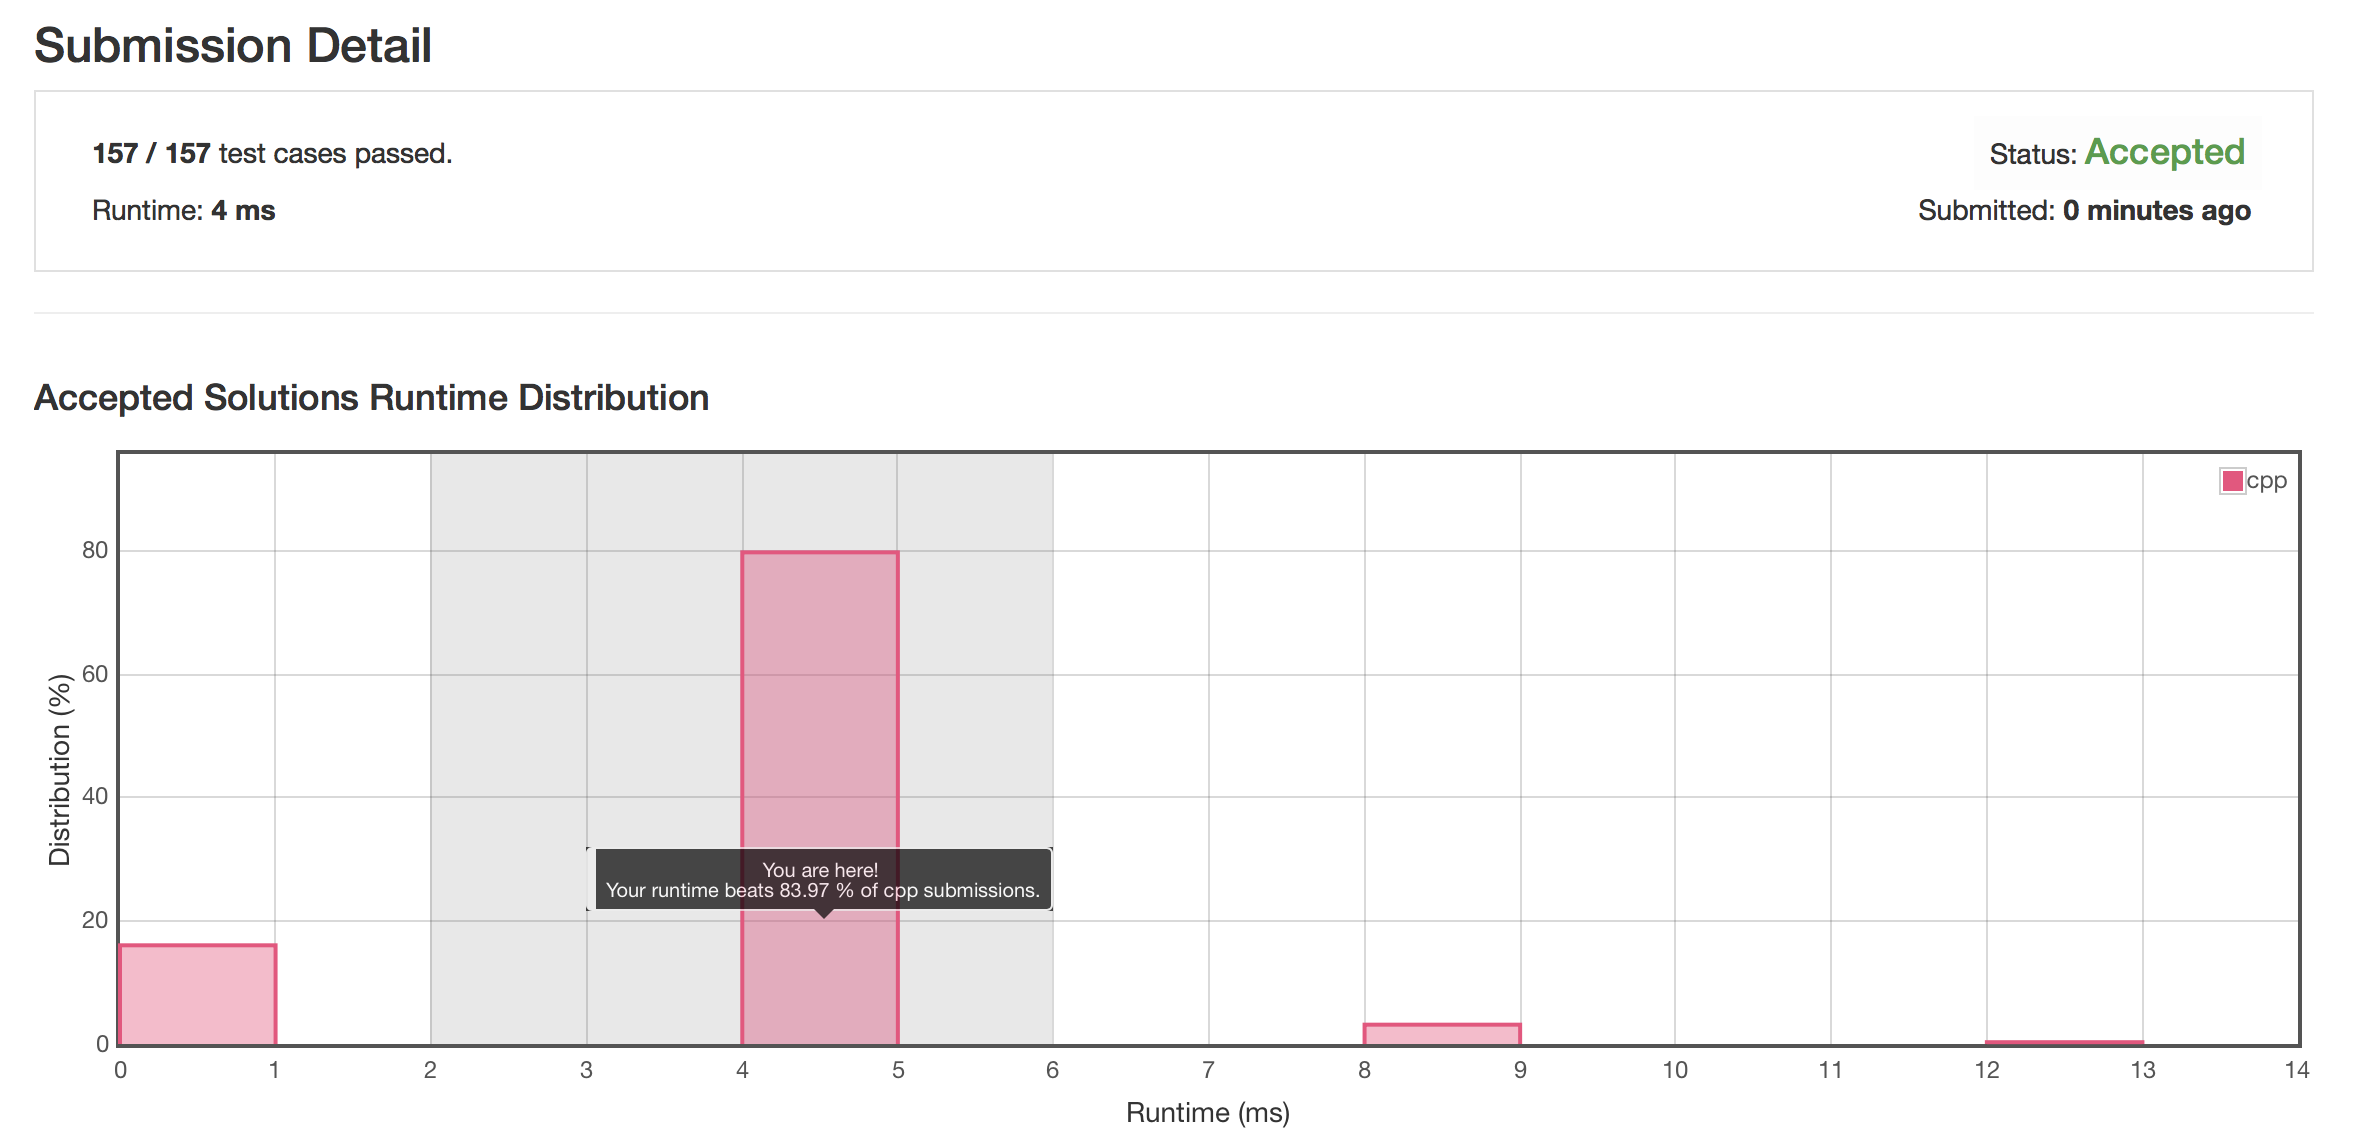 Submission Detail
157 / 157 test cases passed.
Status: Accepted
Runtime: 4 ms
Submitted: 0 minutes ago
Accepted Solutions Runtime Distribution
cpp
80
60
40
20
0
Distribution (%)
You are here!
Your runtime beats 83.97 % of cpp submissions.
0 1 2 3 4 5 6 7 8 9 10 11 12 13 14
Runtime (ms)